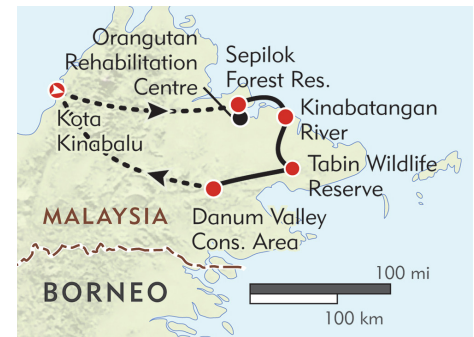 Orangutan
Rehabilitation
Centre
Sepilok
Forest Res.
Kota
Kinabalu
Kinabatangan
River
Tabin Wildlife
Reserve
Danum Valley
Cons. Area
MALAYSIA
BORNEO
100 mi
100 km